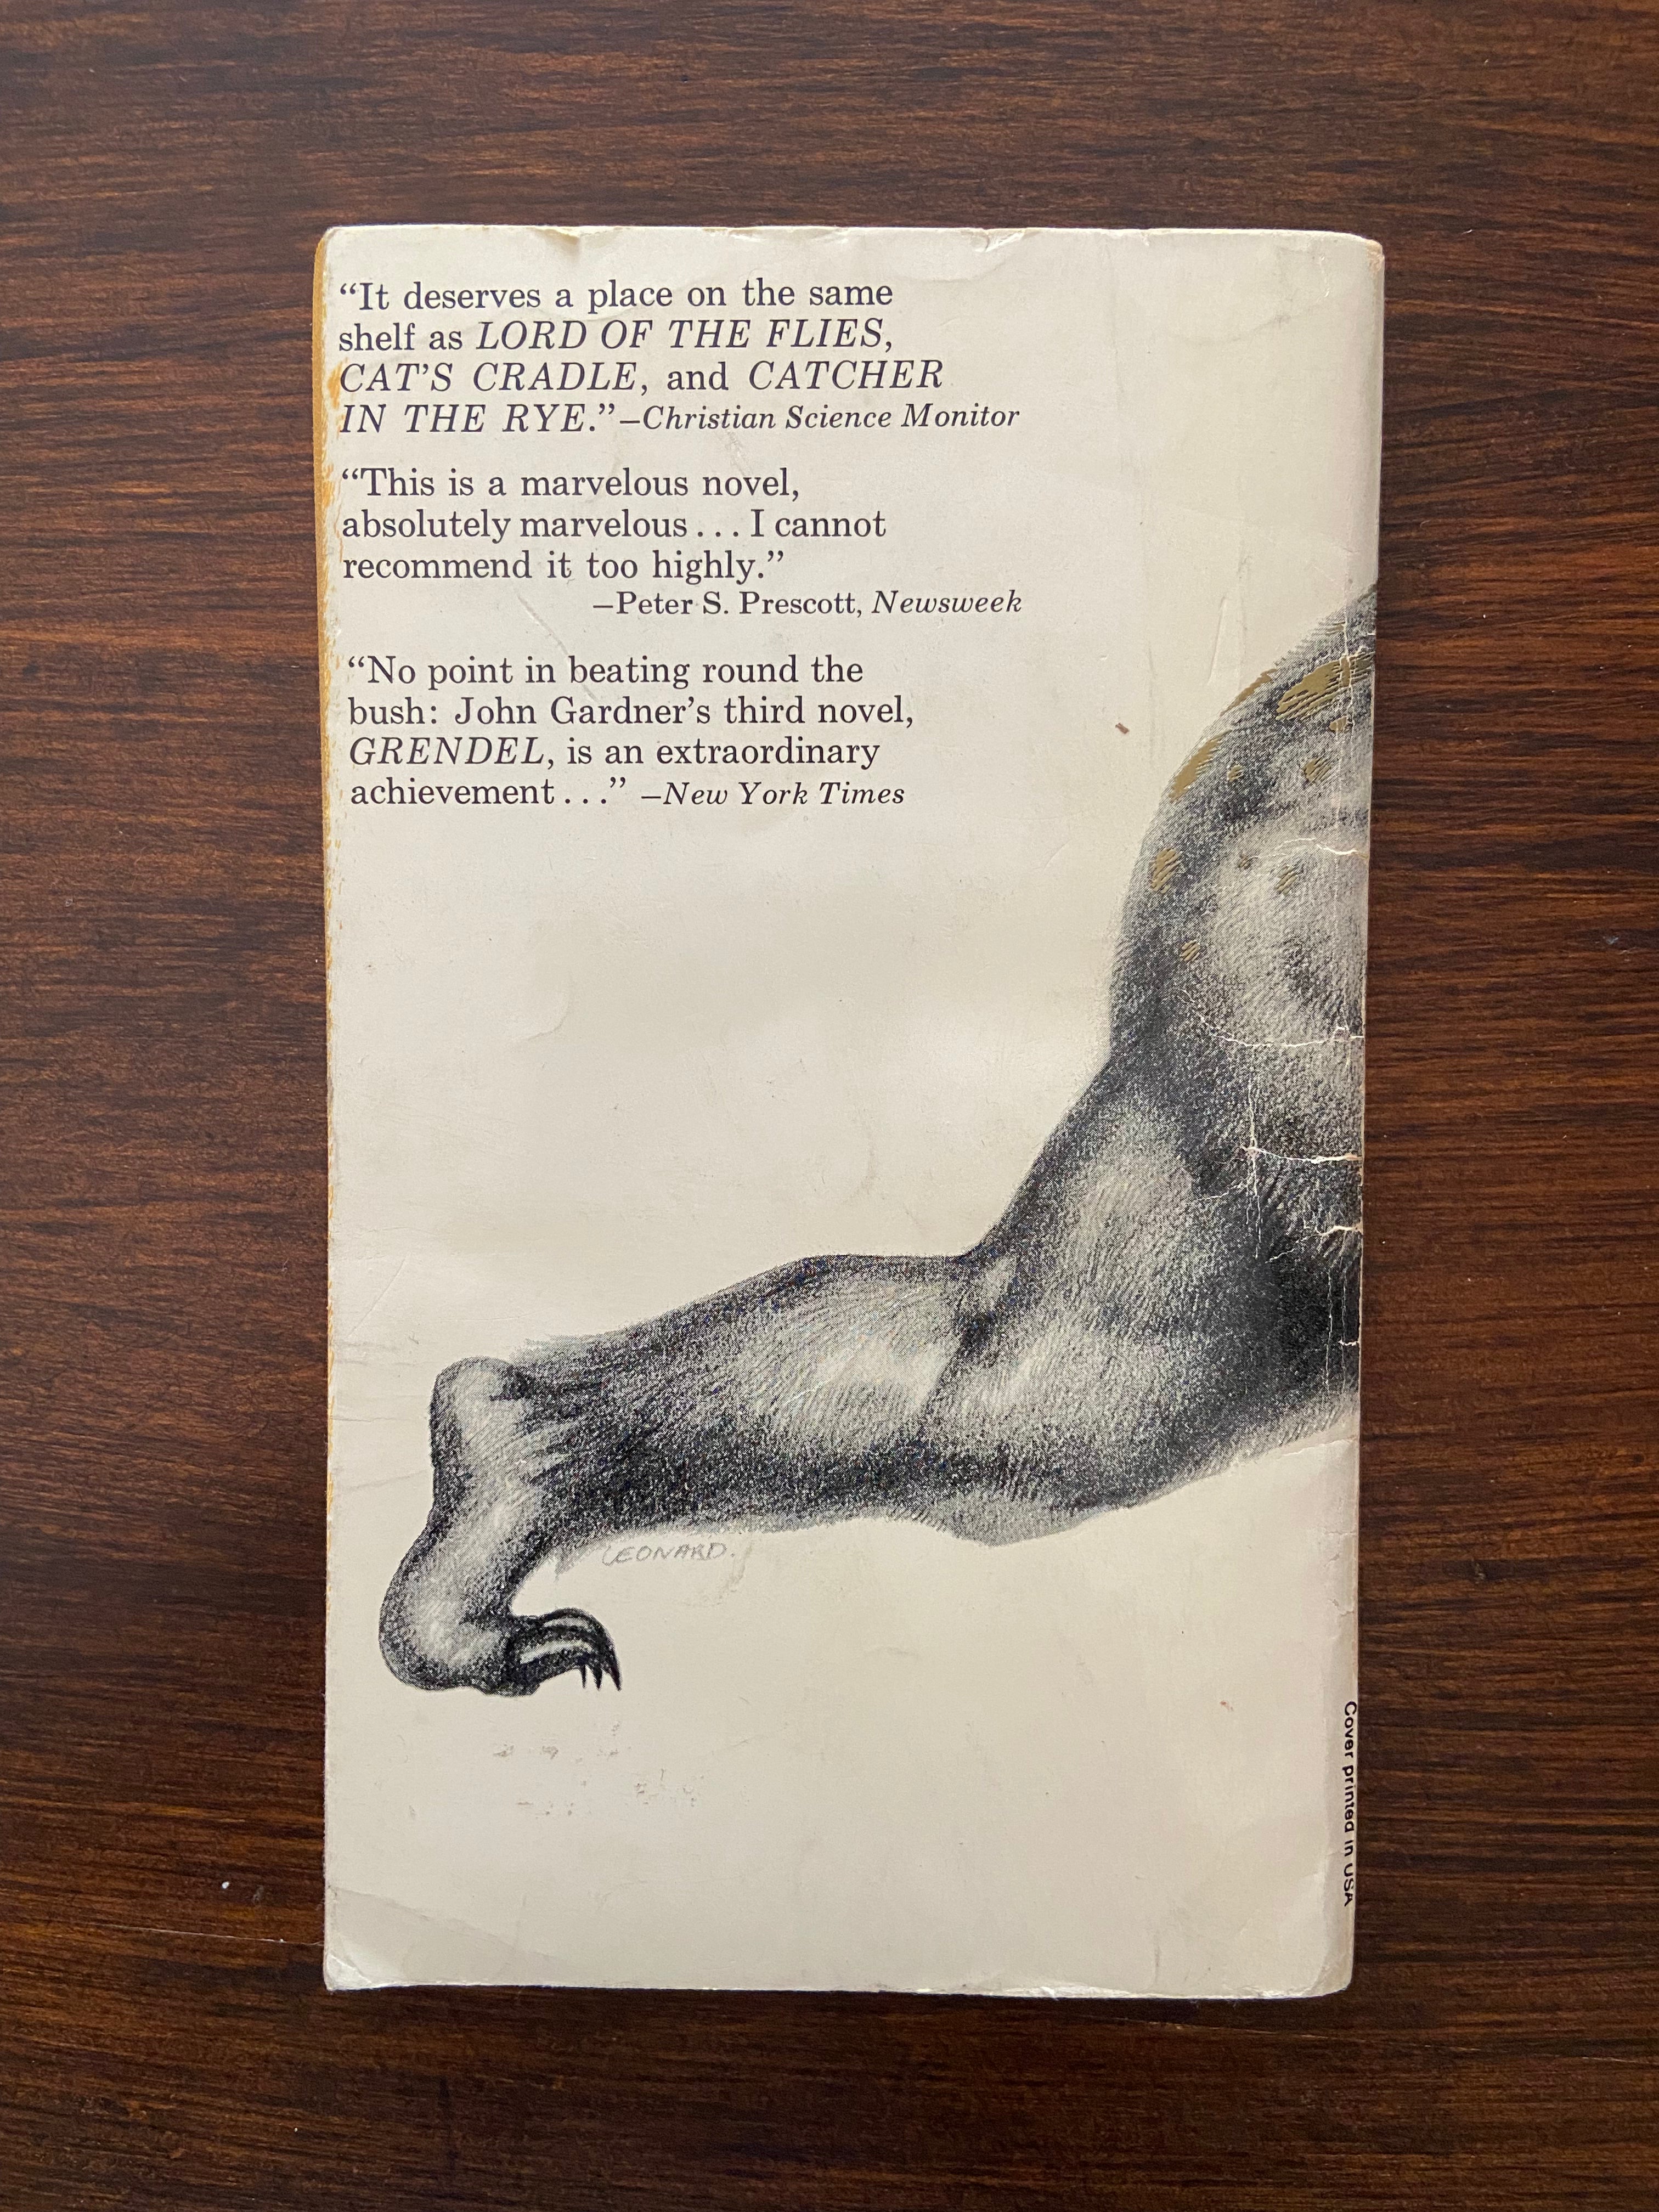 “It deserves a place on the same
shelf as LORD OF THE FLIES,
CAT’S CRADLE, and CATCHER
IN THE RYE.”—Christian Science Monitor
“This is a marvelous novel,
absolutely marvelous . . . I cannot
recommend it too highly.”
—Peter S. Prescott, Newsweek
“No point in beating round the
bush: John Gardner’s third novel,
GRENDEL, is an extraordinary
achievement . . .” —New York Times
LEONARD.
Cover printed in USA